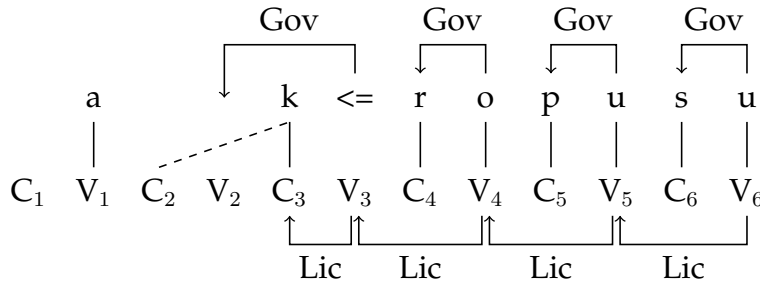 Gov Gov Gov Gov
a k <= r o p u s u
C₁ V₁ C₂ V₂ C₃ V₃ C₄ V₄ C₅ V₅ C₆ V₆
Lic Lic Lic Lic